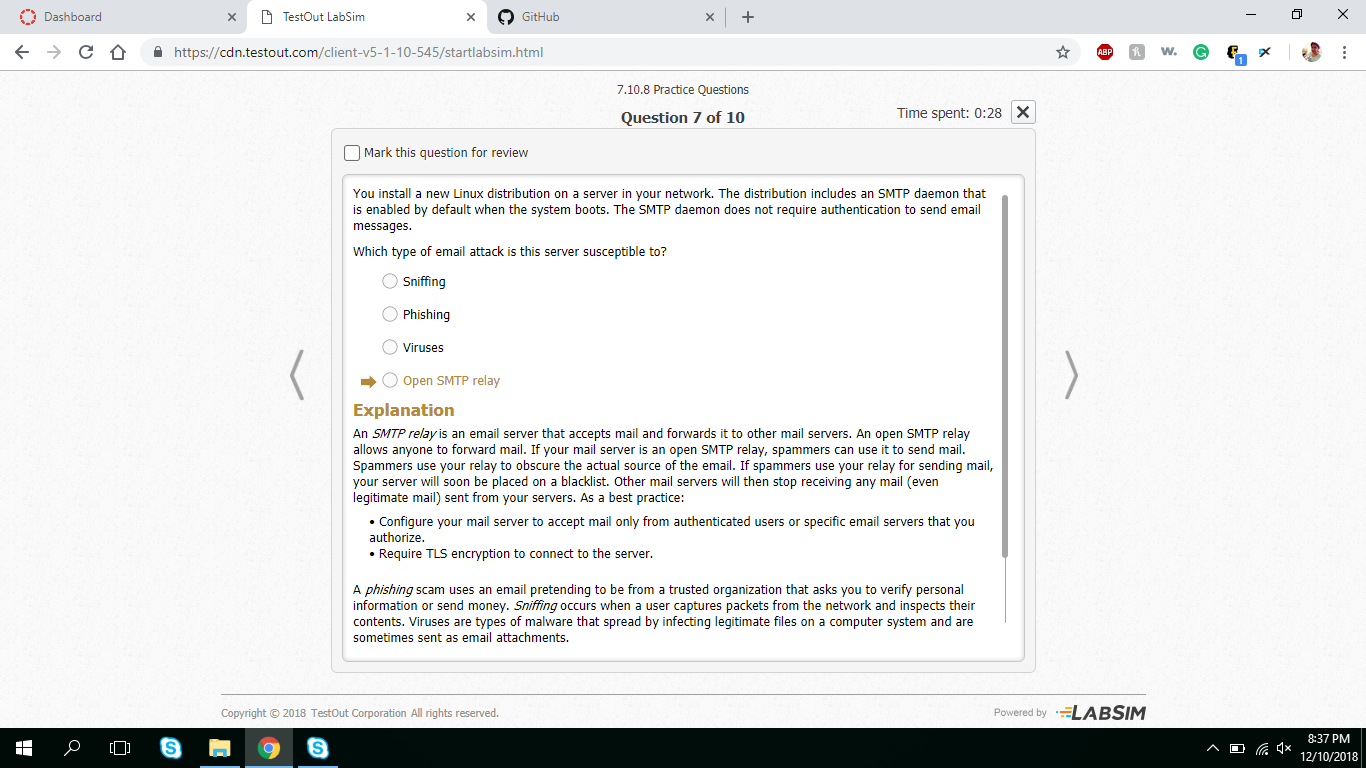 Dashboard
TestOut LabSim
GitHub
https://cdn.testout.com/client-v5-1-10-545/startlabsim.html
ABP
w.
1
7.10.8 Practice Questions
Question 7 of 10
Time spent: 0:28
Mark this question for review
You install a new Linux distribution on a server in your network. The distribution includes an SMTP daemon that
is enabled by default when the system boots. The SMTP daemon does not require authentication to send email
messages.
Which type of email attack is this server susceptible to?
Sniffing
Phishing
Viruses
Open SMTP relay
Explanation
An SMTP relay is an email server that accepts mail and forwards it to other mail servers. An open SMTP relay
allows anyone to forward mail. If your mail server is an open SMTP relay, spammers can use it to send mail.
Spammers use your relay to obscure the actual source of the email. If spammers use your relay for sending mail,
your server will soon be placed on a blacklist. Other mail servers will then stop receiving any mail (even
legitimate mail) sent from your servers. As a best practice:
• Configure your mail server to accept mail only from authenticated users or specific email servers that you
authorize.
• Require TLS encryption to connect to the server.
A phishing scam uses an email pretending to be from a trusted organization that asks you to verify personal
information or send money. Sniffing occurs when a user captures packets from the network and inspects their
contents. Viruses are types of malware that spread by infecting legitimate files on a computer system and are
sometimes sent as email attachments.
Copyright © 2018 TestOut Corporation All rights reserved.
Powered by LABSIM
8:37 PM
12/10/2018